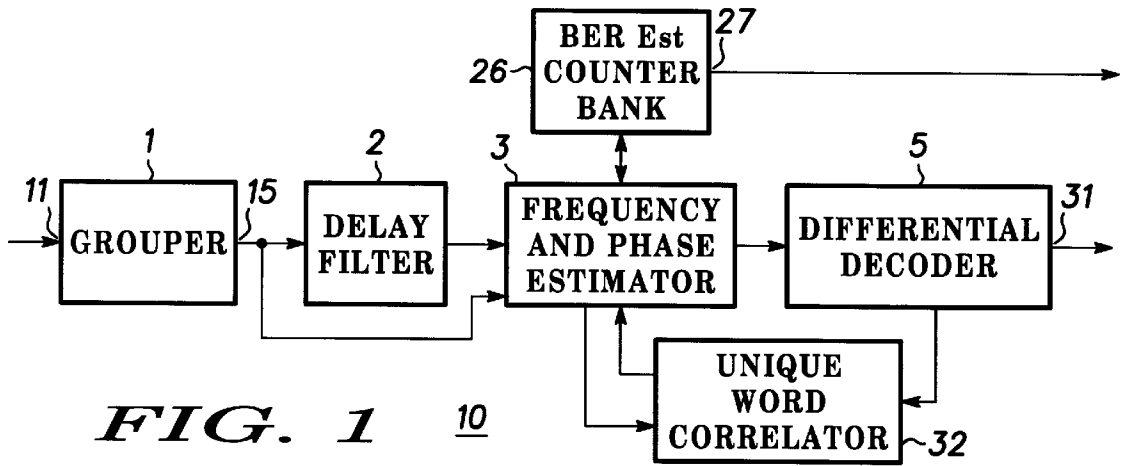 BER Est
COUNTER
BANK
26
27
1
2
3
5
11
GROUPER
15
DELAY
FILTER
FREQUENCY
AND PHASE
ESTIMATOR
DIFFERENTIAL
DECODER
31
UNIQUE
WORD
CORRELATOR
32
FIG. 1
10